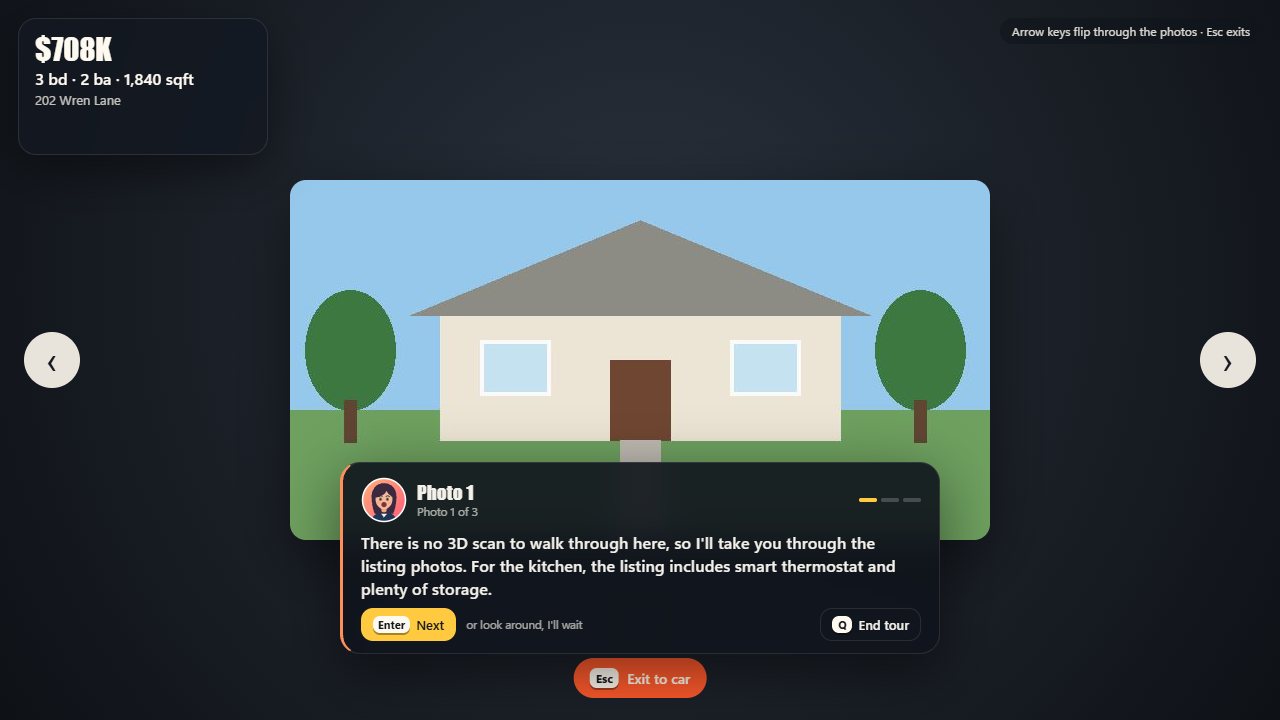 $708K
3 bd · 2 ba · 1,840 sqft
202 Wren Lane
Arrow keys flip through the photos · Esc exits
Photo 1
Photo 1 of 3
There is no 3D scan to walk through here, so I'll take you through the
listing photos. For the kitchen, the listing includes smart thermostat and
plenty of storage.
Enter Next
or look around, I'll wait
Q End tour
Esc Exit to car